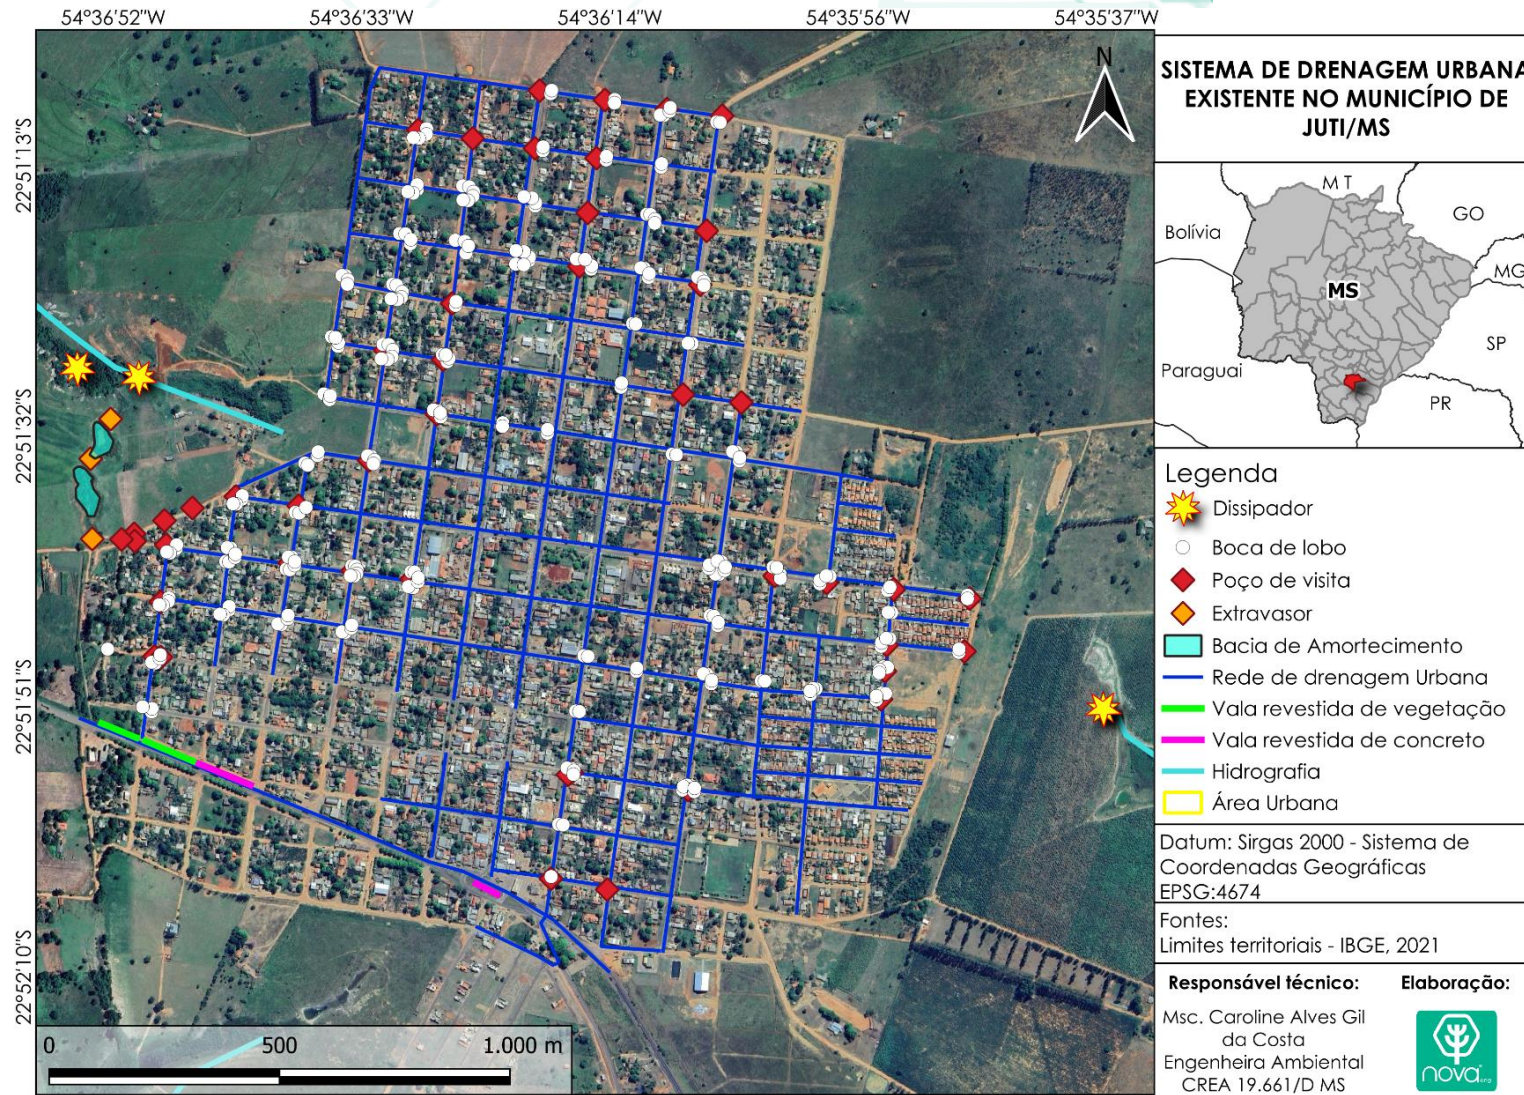 54°36'52"W
54°36'33"W
54°36'14"W
54°35'56"W
54°35'37"W
22°51'13"S
22°51'32"S
22°51'51"S
22°52'10"S
N
0
500
1.000 m
SISTEMA DE DRENAGEM URBANA
EXISTENTE NO MUNICÍPIO DE
JUTI/MS
MT
GO
Bolívia
MG
MS
SP
Paraguai
PR
Legenda
Dissipador
Boca de lobo
Poço de visita
Extravasor
Bacia de Amortecimento
Rede de drenagem Urbana
Vala revestida de vegetação
Vala revestida de concreto
Hidrografia
Área Urbana
Datum: Sirgas 2000 - Sistema de
Coordenadas Geográficas
EPSG:4674
Fontes:
Limites territoriais - IBGE, 2021
Responsável técnico:
Msc. Caroline Alves Gil
da Costa
Engenheira Ambiental
CREA 19.661/D MS
Elaboração:
nova